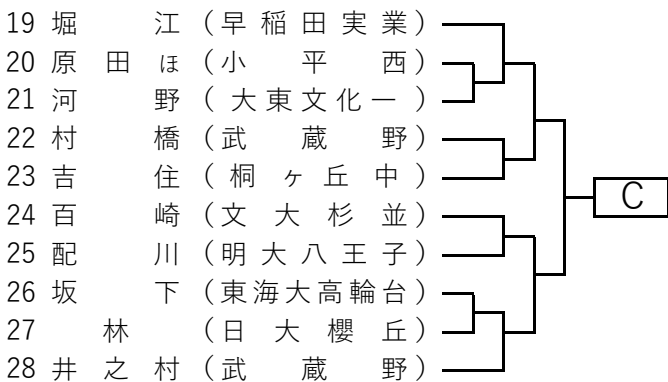 19 堀江 (早稲田実業)
20 原田ほ (小平西)
21 河野 (大東文化一)
22 村橋 (武蔵野)
23 吉住 (桐ヶ丘中)
C
24 百崎 (文大杉並)
25 配川 (明大八王子)
26 坂下 (東海大高輪台)
27 林 (日大櫻丘)
28 井之村 (武蔵野)